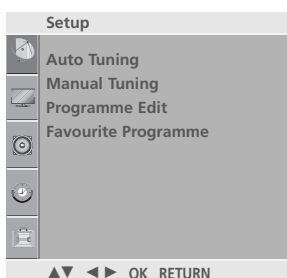 Setup
Auto Tuning
Manual Tuning
Programme Edit
Favourite Programme
▲▼ ◄► OK RETURN